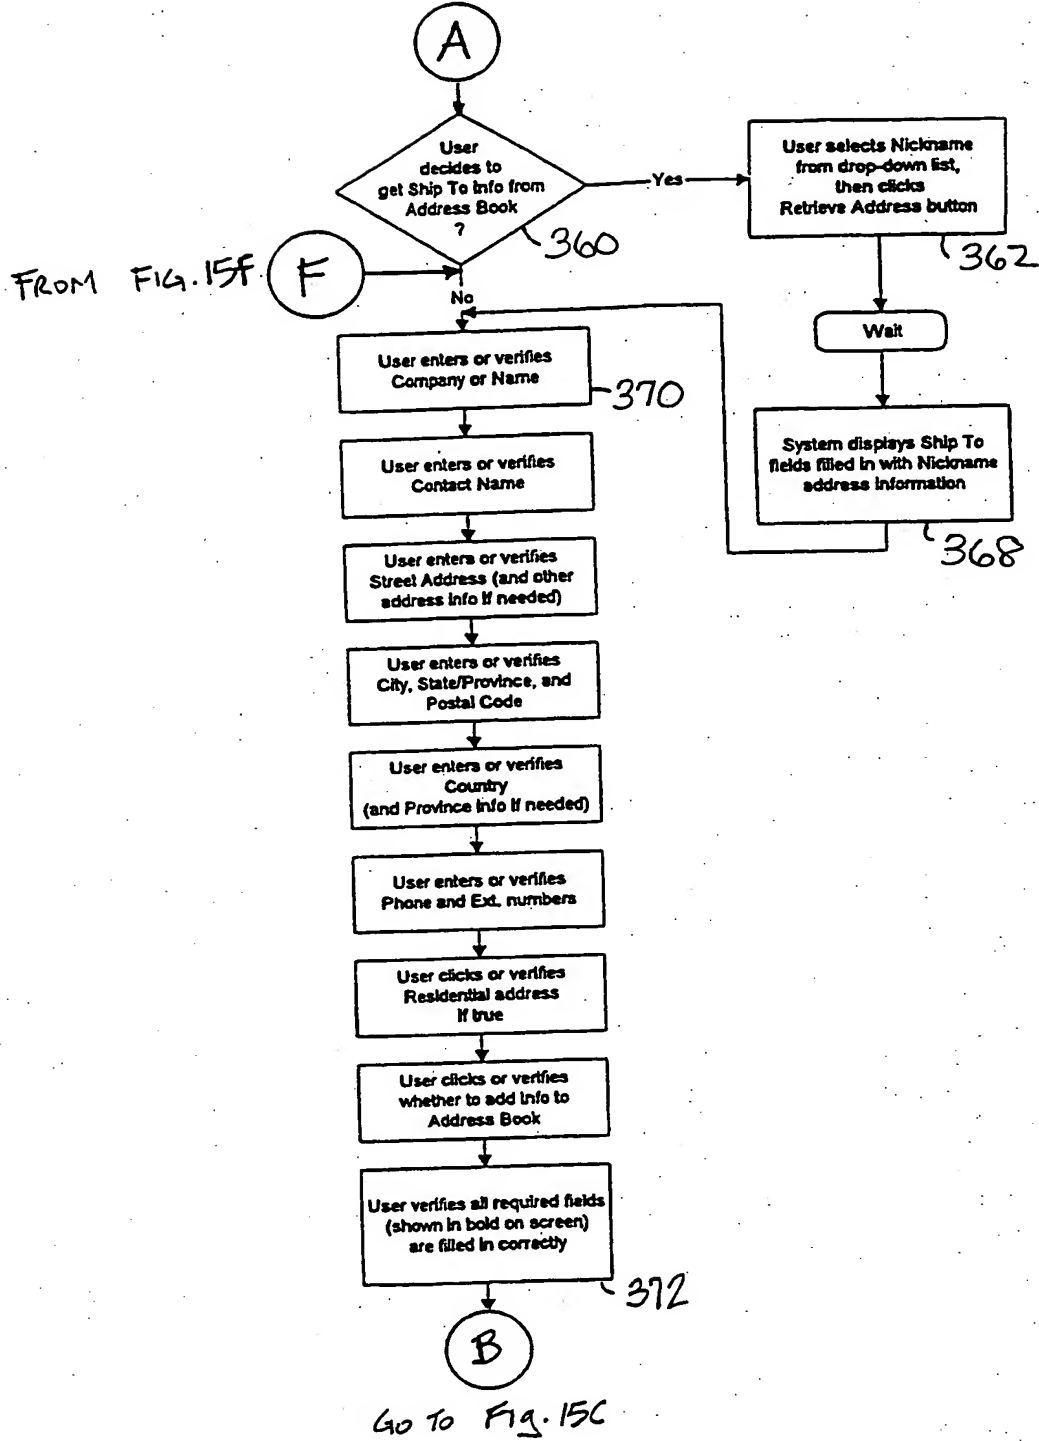 A
User
decides to
get Ship To Info from
Address Book
?
360
Yes
User selects Nickname
from drop-down list,
then clicks
Retrieve Address button
362
FROM FIG. 15f
F
No
Wait
User enters or verifies
Company or Name
370
System displays Ship To
fields filled in with Nickname
address information
368
User enters or verifies
Contact Name
User enters or verifies
Street Address (and other
address info if needed)
User enters or verifies
City, State/Province, and
Postal Code
User enters or verifies
Country
(and Province info if needed)
User enters or verifies
Phone and Ext. numbers
User clicks or verifies
Residential address
if true
User clicks or verifies
whether to add info to
Address Book
User verifies all required fields
(shown in bold on screen)
are filled in correctly
372
B
GO TO Fig. 15C